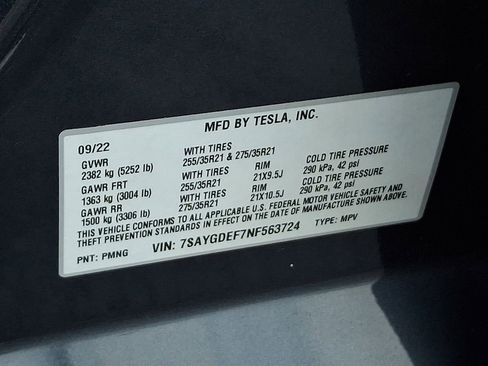 MFD BY TESLA, INC.
09/22
GVWR WITH TIRES
2382 kg (5252 lb) 255/35R21 & 275/35R21
GAWR FRT WITH TIRES RIM COLD TIRE PRESSURE
1363 kg (3004 lb) 255/35R21 21X9.5J 290 kPa, 42 psi
GAWR RR WITH TIRES RIM COLD TIRE PRESSURE
1500 kg (3306 lb) 275/35R21 21X10.5J 290 kPa, 42 psi
THIS VEHICLE CONFORMS TO ALL APPLICABLE U.S. FEDERAL MOTOR VEHICLE SAFETY AND
THEFT PREVENTION STANDARDS IN EFFECT ON THE DATE OF MANUFACTURE SHOWN ABOVE.
VIN: 7SAYGDEF7NF563724 TYPE: MPV
PNT: PMNG